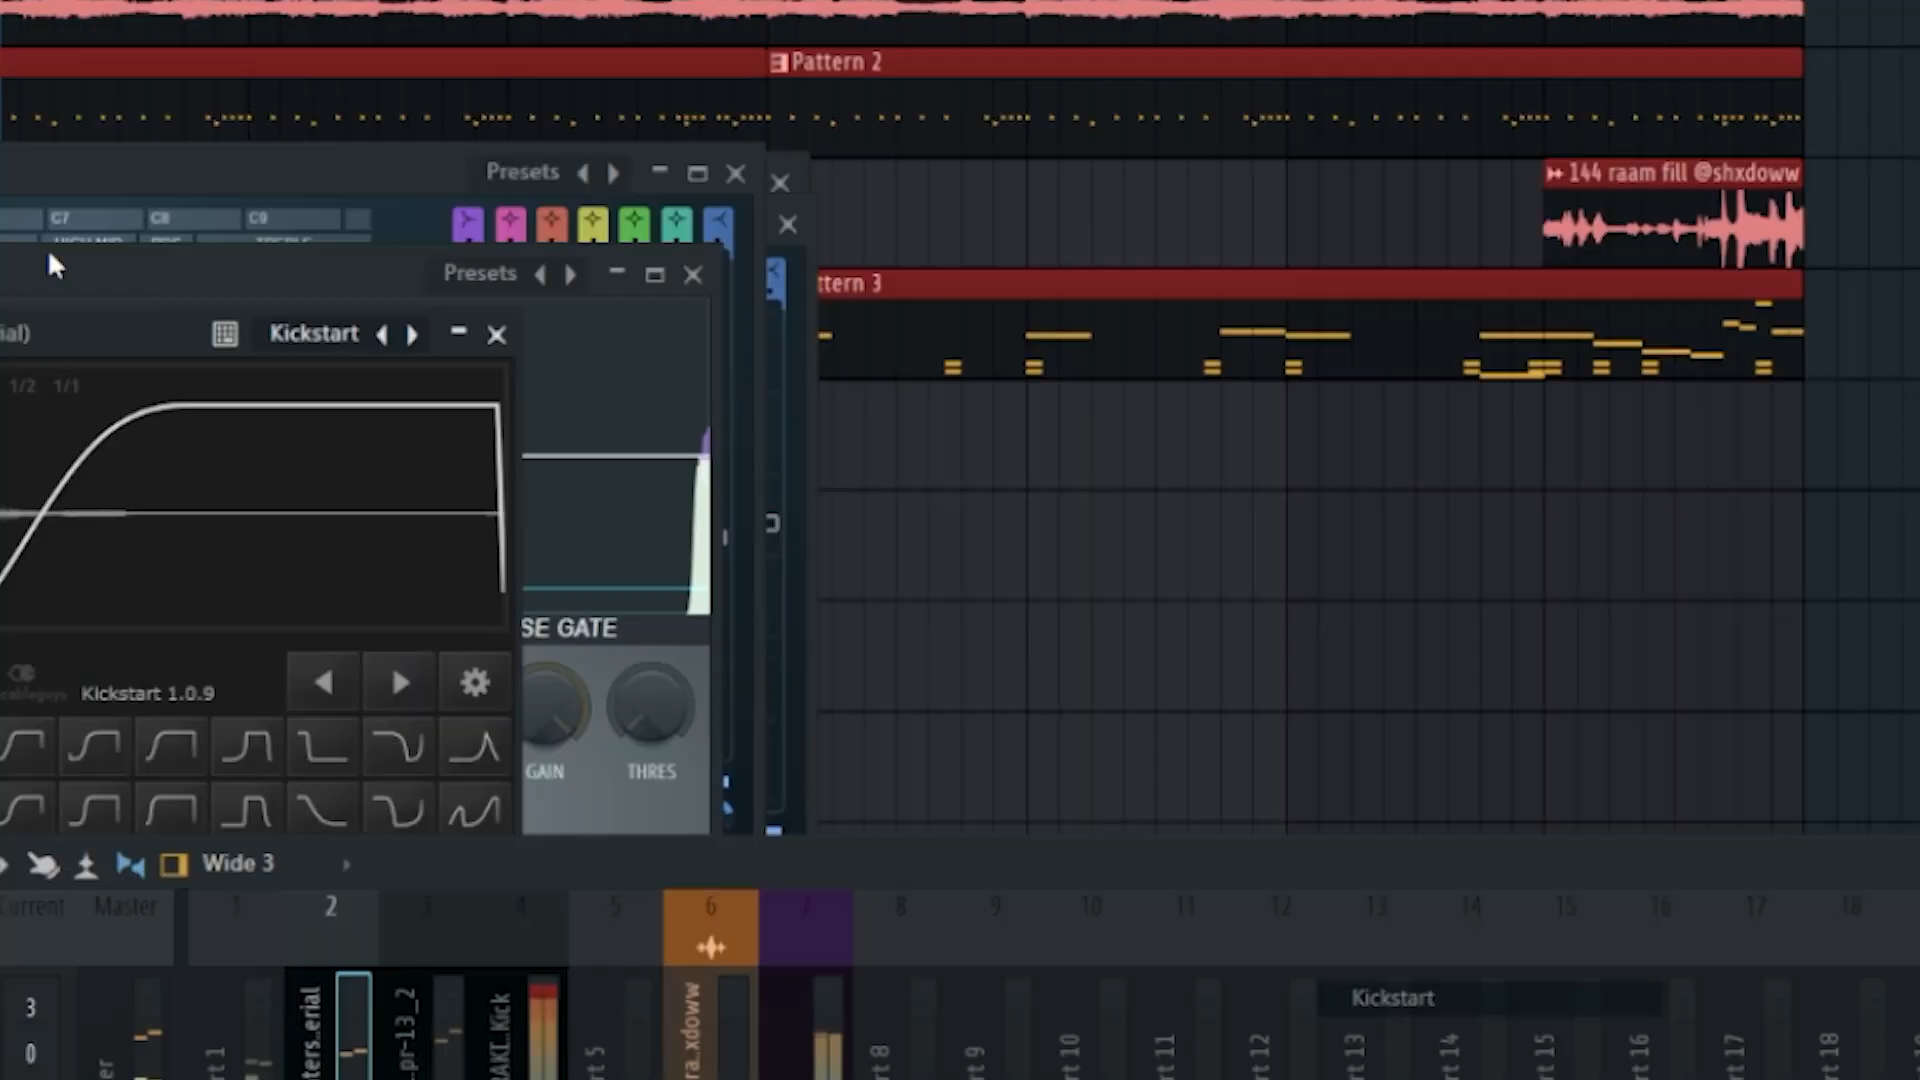 Pattern 2
Presets
144 raam fill @shxdoww
C7 C8 C9
Presets
ttern 3
ial)
Kickstart
1/2 1/1
SE GATE
Kickstart 1.0.9
GAIN THRES
Wide 3
Current Master 1 2 3 4 5 6 7 8 9 10 11 12 13 14 15 16 17 18
3
0
er
rt 1
ters..erial
.pr-13_2
RAKI..Kick
rt 5
ra..xdoww
rt 8
rt 9
rt 10
rt 11
rt 12
rt 13
rt 14
rt 15
rt 16
rt 17
rt 18
Kickstart